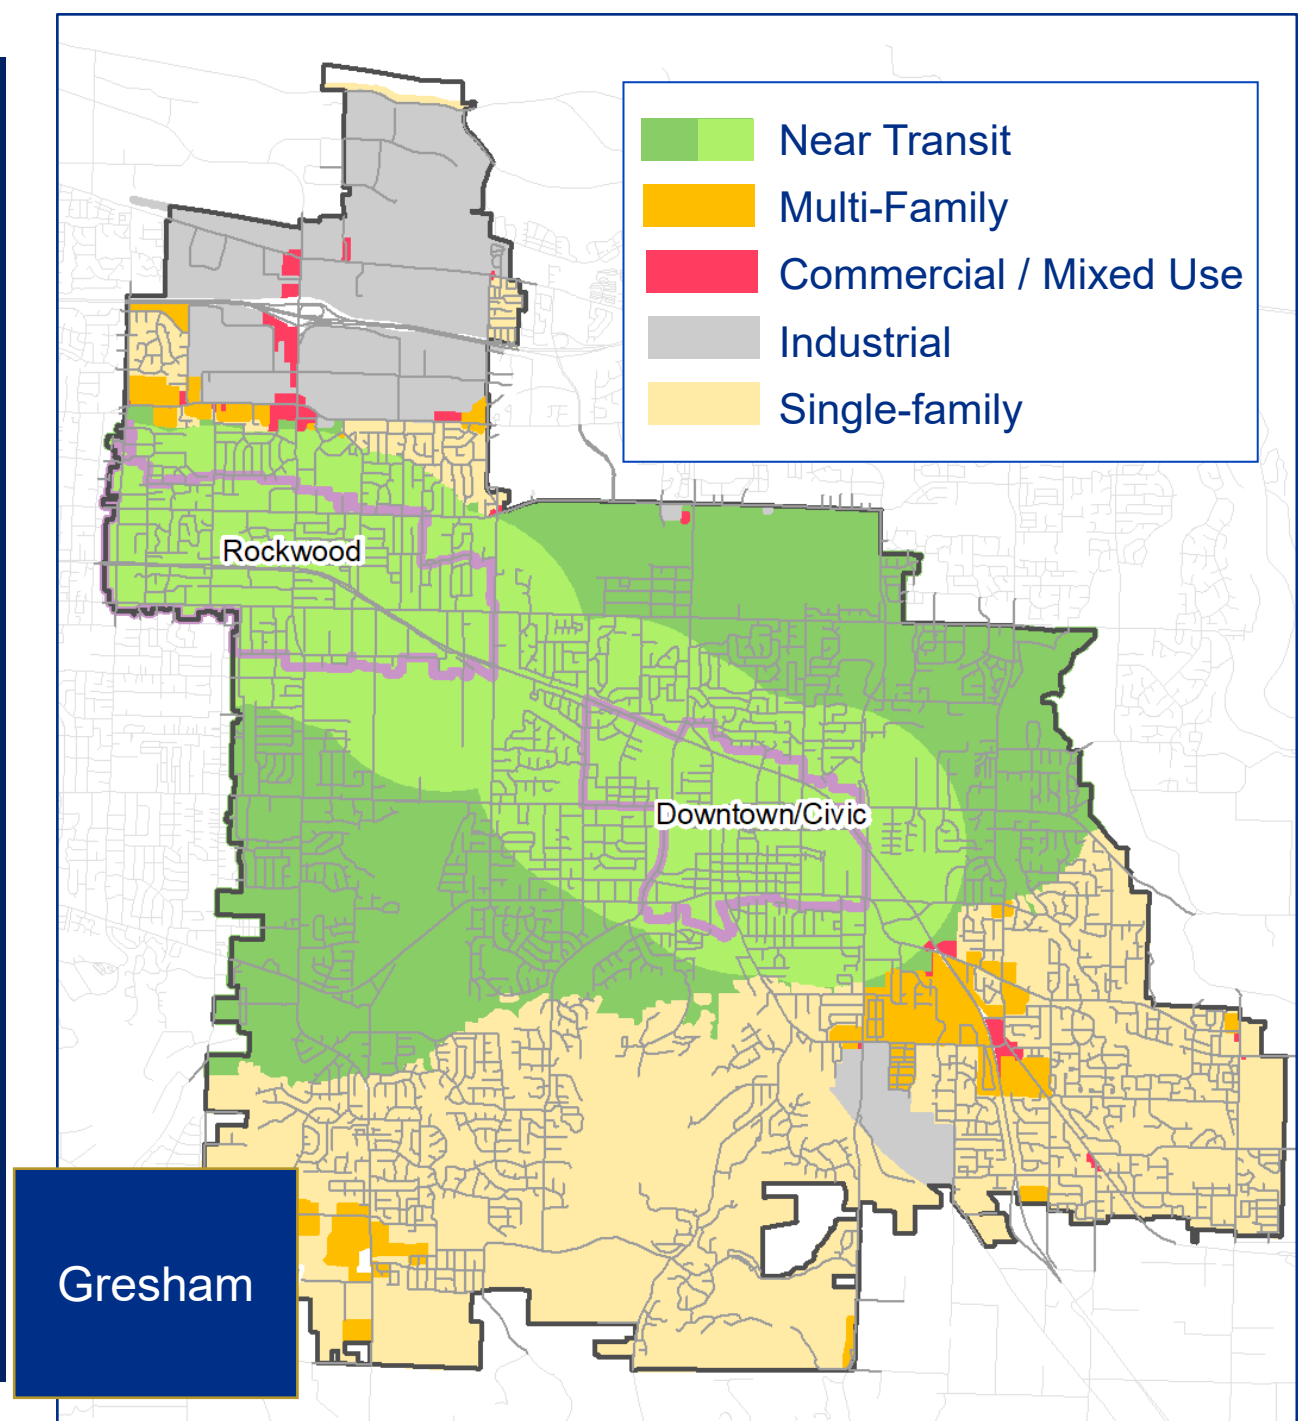 Near Transit
Multi-Family
Commercial / Mixed Use
Industrial
Single-family
Rockwood
Downtown/Civic
Gresham